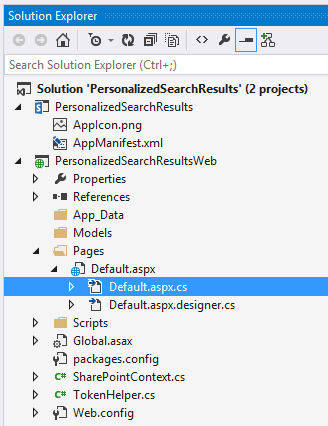 Solution Explorer
Search Solution Explorer (Ctrl+;)
Solution 'PersonalizedSearchResults' (2 projects)
PersonalizedSearchResults
AppIcon.png
AppManifest.xml
PersonalizedSearchResultsWeb
Properties
References
App_Data
Models
Pages
Default.aspx
Default.aspx.cs
Default.aspx.designer.cs
Scripts
Global.asax
packages.config
C# SharePointContext.cs
C# TokenHelper.cs
Web.config